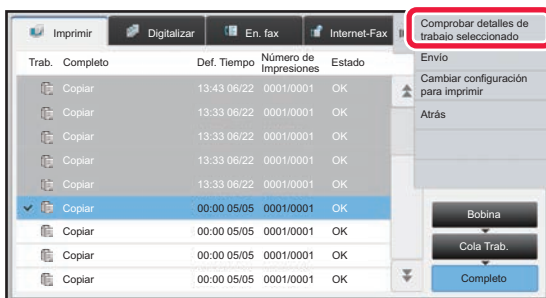 Imprimir Digitalizar En. fax Internet-Fax
Comprobar detalles de
trabajo seleccionado
Envío
Cambiar configuración
para imprimir
Atrás
Trab. Completo Def. Tiempo Número de Impresiones Estado
Copiar 13:43 06/22 0001/0001 OK
Copiar 13:33 06/22 0001/0001 OK
Copiar 13:33 06/22 0001/0001 OK
Copiar 13:33 06/22 0001/0001 OK
Copiar 13:33 06/22 0001/0001 OK
Copiar 00:00 05/05 0001/0001 OK
Copiar 00:00 05/05 0001/0001 OK
Copiar 00:00 05/05 0001/0001 OK
Copiar 00:00 05/05 0001/0001 OK
Bobina
Cola Trab.
Completo